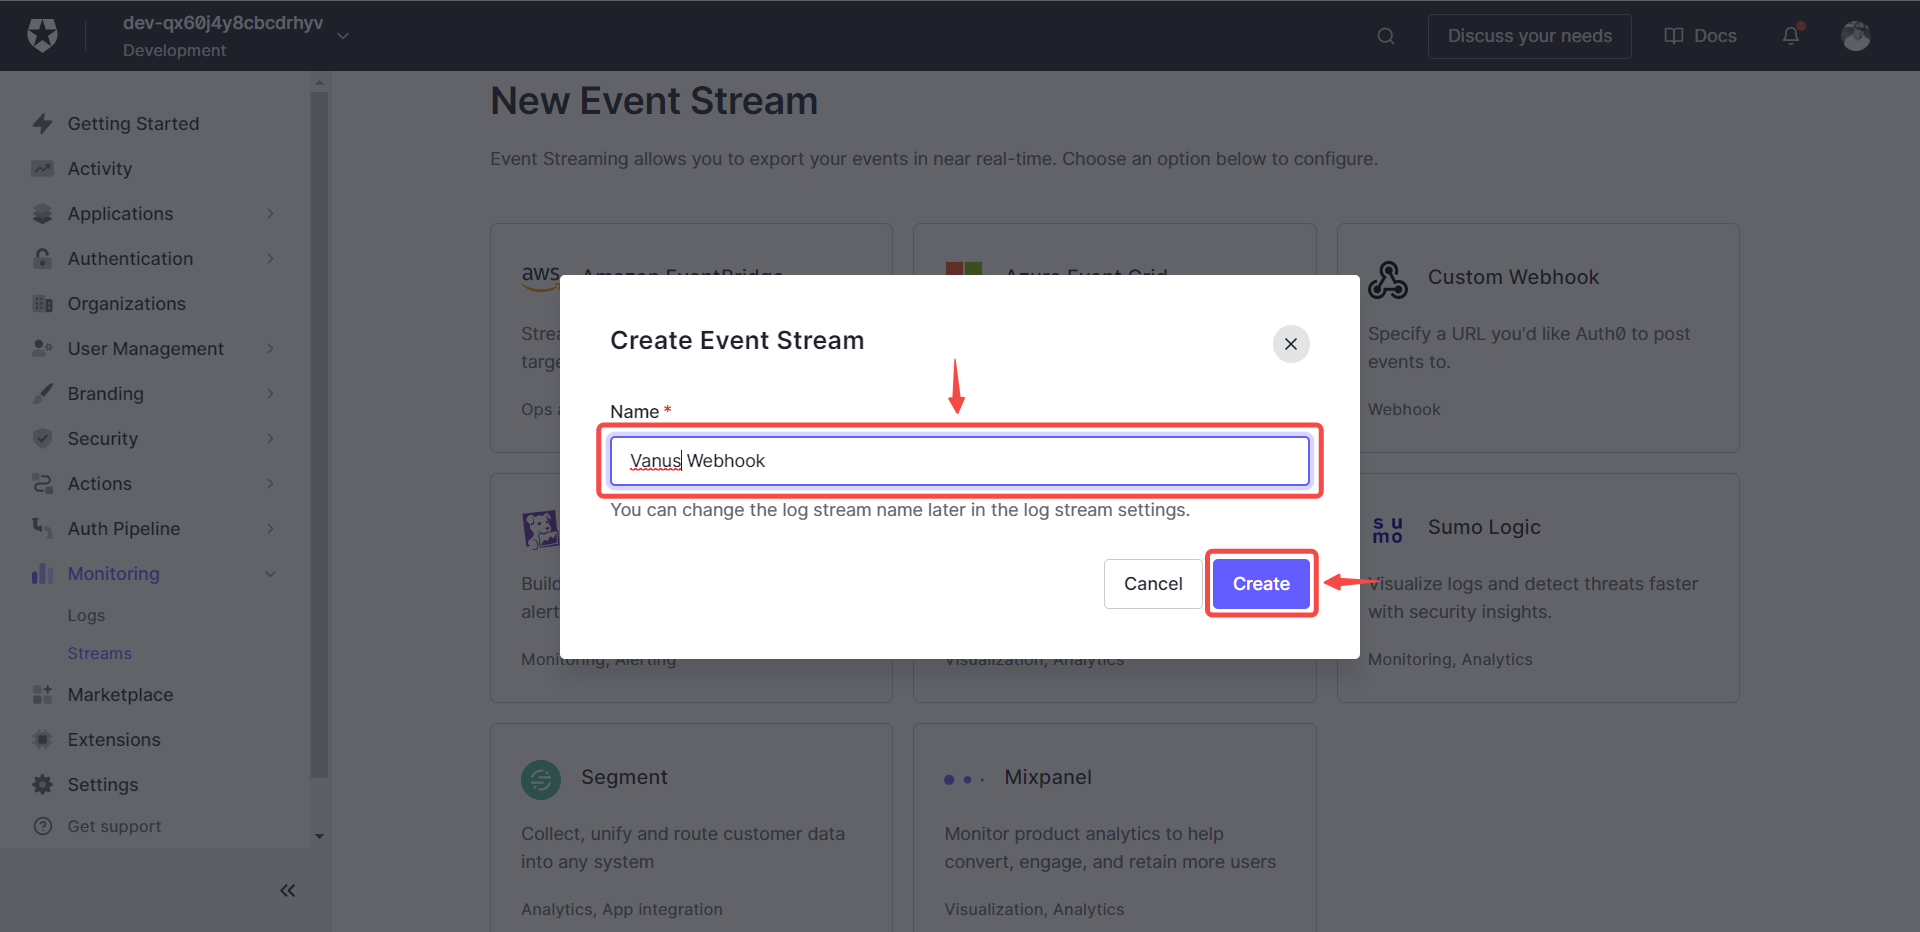 dev-qx60j4y8cbcdrhyv
Development
Discuss your needs
Docs
Getting Started
Activity
Applications
Authentication
Organizations
User Management
Branding
Security
Actions
Auth Pipeline
Monitoring
Logs
Streams
Marketplace
Extensions
Settings
Get support
New Event Stream
Event Streaming allows you to export your events in near real-time. Choose an option below to configure.
aws
Amazon EventBridge
Azure Event Grid
Custom Webhook
Specify a URL you'd like Auth0 to post
events to.
Webhook
Ops
Create Event Stream
Name *
Vanus Webhook
You can change the log stream name later in the log stream settings.
Cancel
Create
Build
alert
Monitoring, Alerting
Visualization, Analytics
sumo
Sumo Logic
Visualize logs and detect threats faster
with security insights.
Monitoring, Analytics
Segment
Collect, unify and route customer data
into any system
Analytics, App integration
Mixpanel
Monitor product analytics to help
convert, engage, and retain more users
Visualization, Analytics